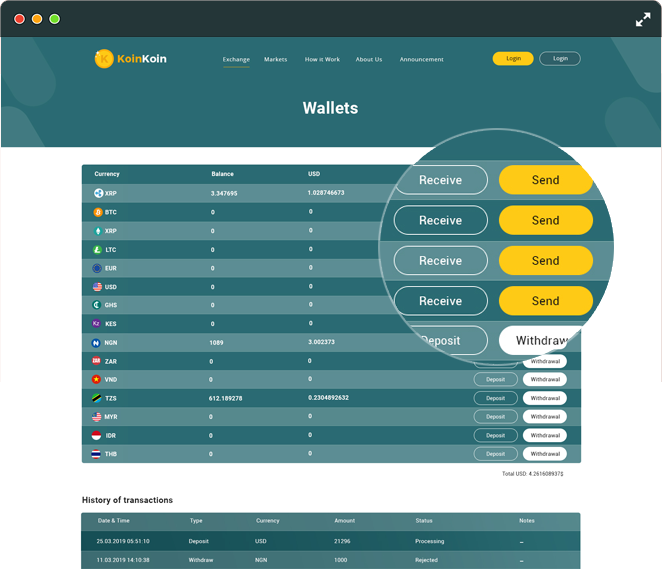 KoinKoin
Exchange Markets How it Work About Us Announcement Login Login
Wallets
Currency Balance USD
XRP 3.347695 1.028746673 Receive Send
BTC 0 0 Receive Send
XRP 0 0 Receive Send
LTC 0 0 Receive Send
EUR 0 0
USD 0 0
GHS 0 0
Kz KES 0 0
NGN 1089 3.002373 Deposit Withdraw
ZAR 0 0 Withdrawal
VND 0 0 Deposit Withdrawal
TZS 612.189278 0.2304892632 Deposit Withdrawal
MYR 0 0 Deposit Withdrawal
IDR 0 0 Deposit Withdrawal
THB 0 0 Deposit Withdrawal
Total USD: 4.261608937
History of transactions
Date & Time Type Currency Amount Status Notes
25.03.2019 05:51:10 Deposit USD 21296 Processing –
11.03.2019 14:10:38 Withdraw NGN 1000 Rejected –